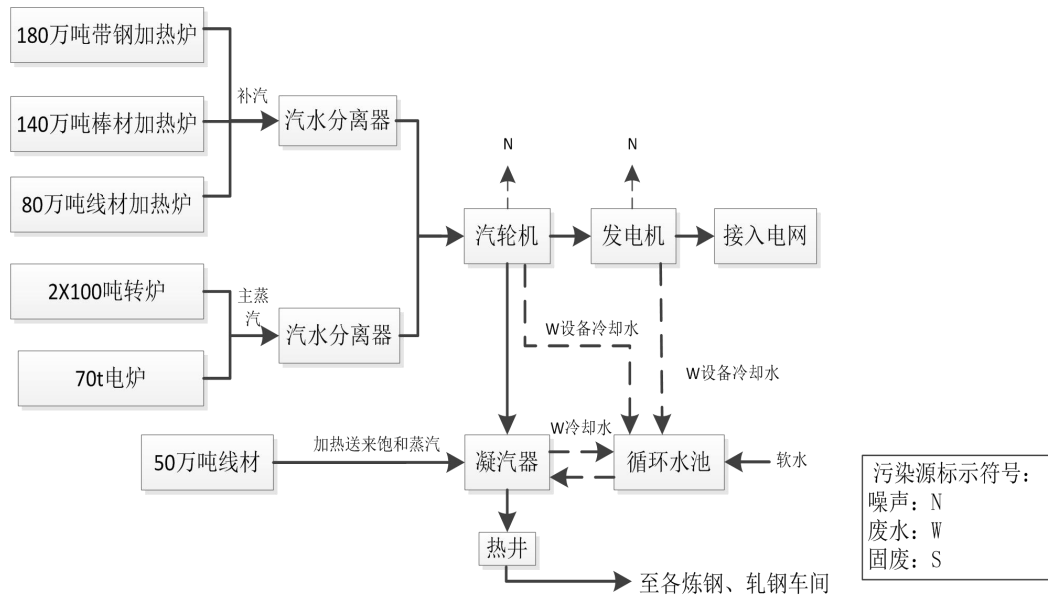 180万吨带钢加热炉
140万吨棒材加热炉
80万吨线材加热炉
补汽
汽水分离器
2X100吨转炉
70t电炉
主蒸
汽
汽水分离器
N
N
汽轮机
发电机
接入电网
W设备冷却水
W设备冷却水
50万吨线材
加热送来饱和蒸汽
凝汽器
W冷却水
循环水池
软水
热井
至各炼钢、轧钢车间
污染源标示符号：
噪声：N
废水：W
固废：S